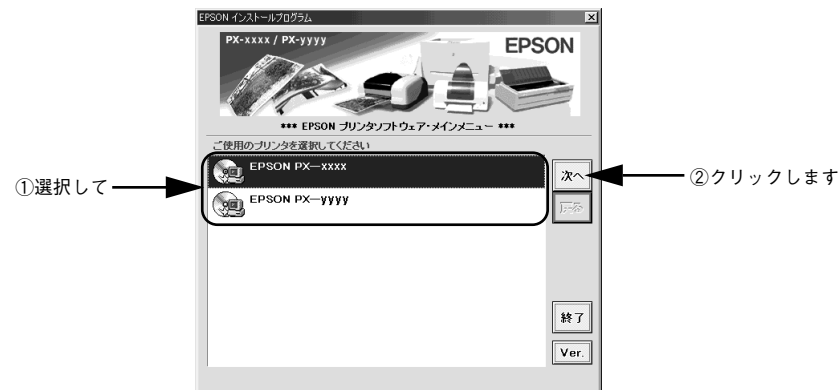 EPSON インストールプログラム
PX-xxxx / PX-yyyy
EPSON
*** EPSON プリンタソフトウェア・メインメニュー ***
ご使用のプリンタを選択してください
EPSON PX—xxxx
EPSON PX—yyyy
①選択して
次へ
②クリックします
戻る
終了
Ver.